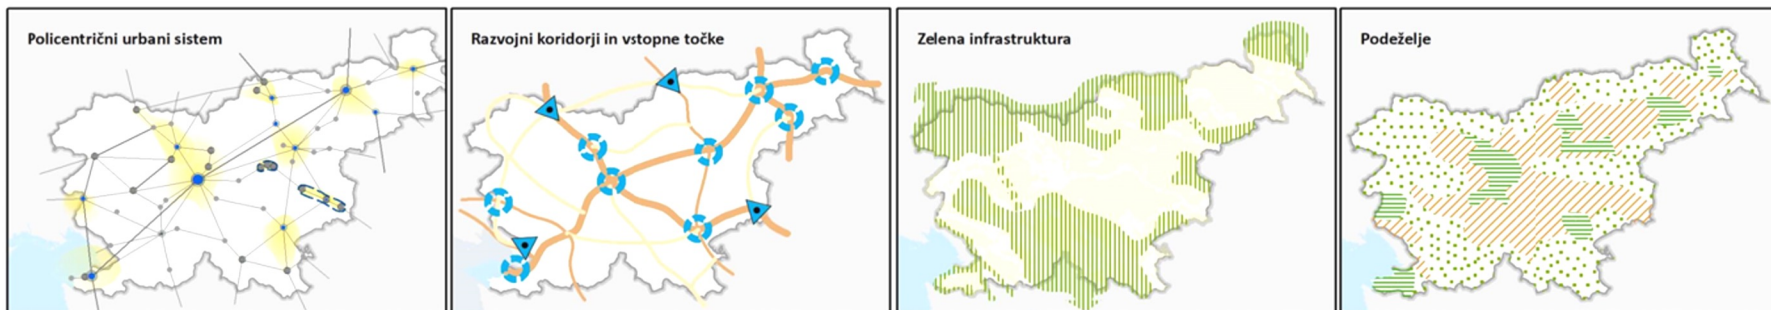 Policentrični urbani sistem
Razvojni koridorji in vstopne točke
Zelena infrastruktura
Podeželje